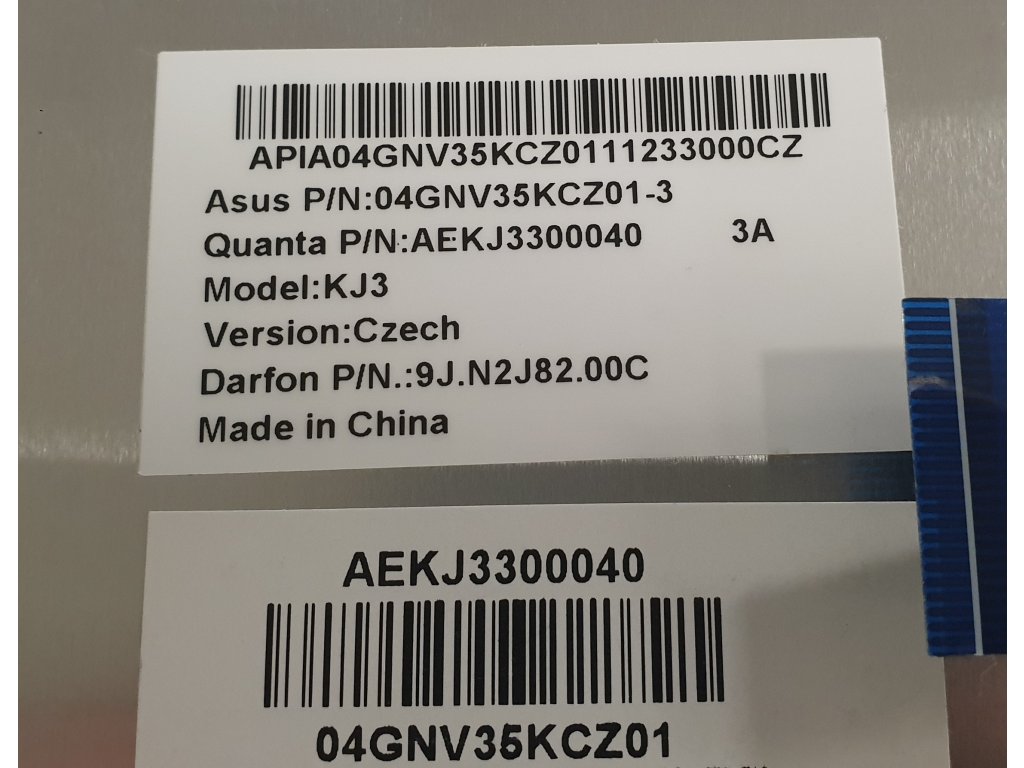 APIA04GNV35KCZ0111233000CZ
Asus P/N:04GNV35KCZ01-3
Quanta P/N:AEKJ3300040 3A
Model:KJ3
Version:Czech
Darfon P/N.:9J.N2J82.00C
Made in China
AEKJ3300040
04GNV35KCZ01